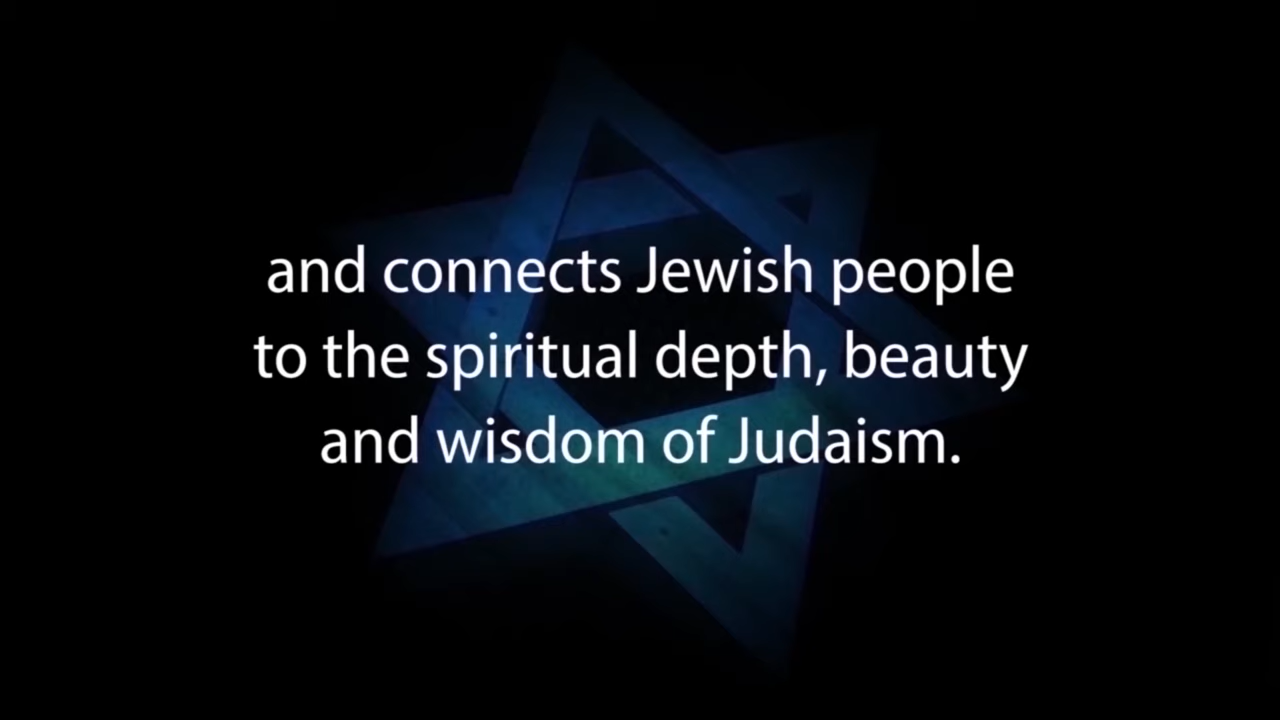 and connects Jewish people
to the spiritual depth, beauty
and wisdom of Judaism.